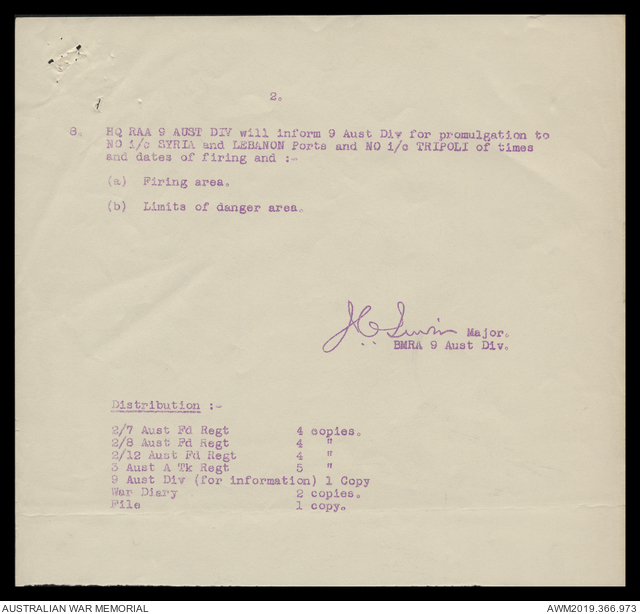 2.
8. HQ RAA 9 AUST DIV will inform 9 Aust Div for promulgation to
NO i/c SYRIA and LEBANON Ports and NO i/c TRIPOLI of times
and dates of firing and :-
(a) Firing area.
(b) Limits of danger area.
Major.
BMRA 9 Aust Div.
Distribution :-
2/7 Aust Fd Regt 4 copies.
2/8 Aust Fd Regt 4 "
2/12 Aust Fd Regt 4 "
3 Aust A Tk Regt 5 "
9 Aust Div (for information) 1 Copy
War Diary 2 copies.
File 1 copy.
AUSTRALIAN WAR MEMORIAL
AWM2019.366.973